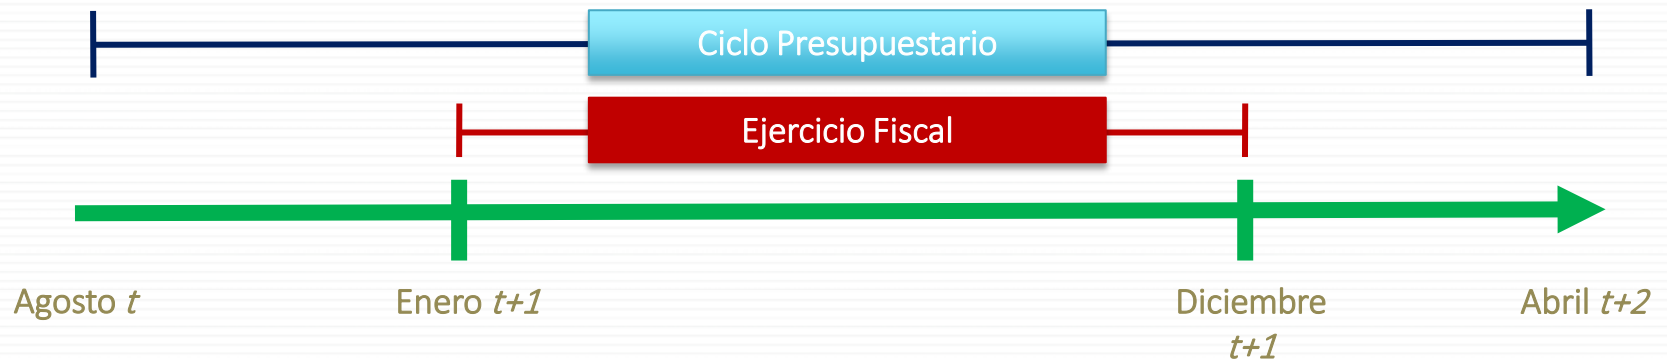 Ciclo Presupuestario
Ejercicio Fiscal
Agosto t
Enero t+1
Diciembre
t+1
Abril t+2